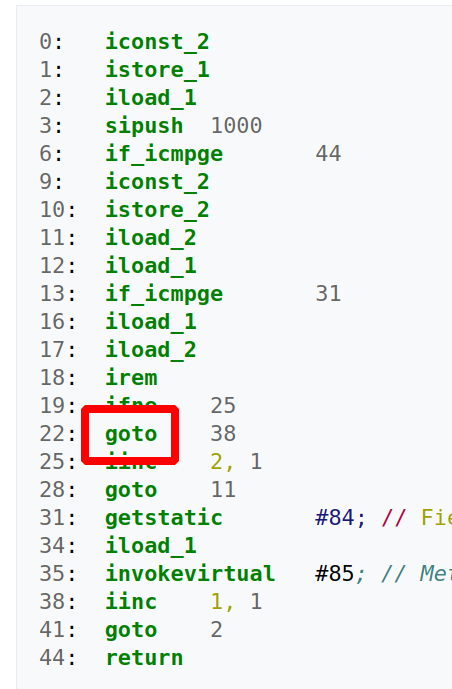 0: iconst_2
1: istore_1
2: iload_1
3: sipush 1000
6: if_icmpge 44
9: iconst_2
10: istore_2
11: iload_2
12: iload_1
13: if_icmpge 31
16: iload_1
17: iload_2
18: irem
19: ifne 25
22: goto 38
25: iinc 2, 1
28: goto 11
31: getstatic #84; // Fie
34: iload_1
35: invokevirtual #85; // Met
38: iinc 1, 1
41: goto 2
44: return